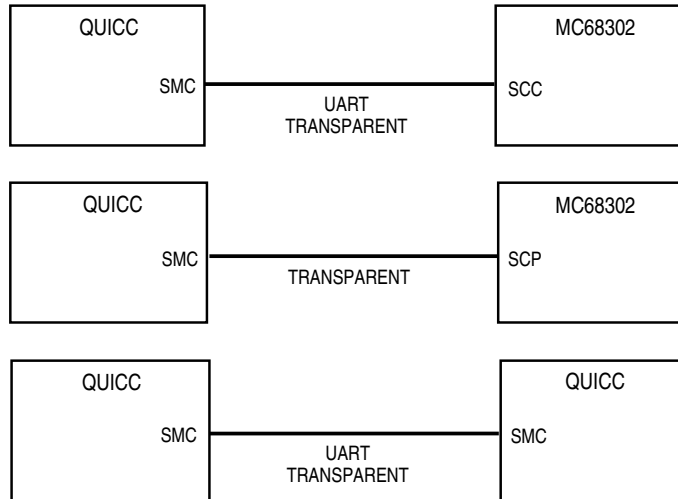 QUICC
MC68302
SMC
SCC
UART
TRANSPARENT
QUICC
MC68302
SMC
SCP
TRANSPARENT
QUICC
QUICC
SMC
SMC
UART
TRANSPARENT